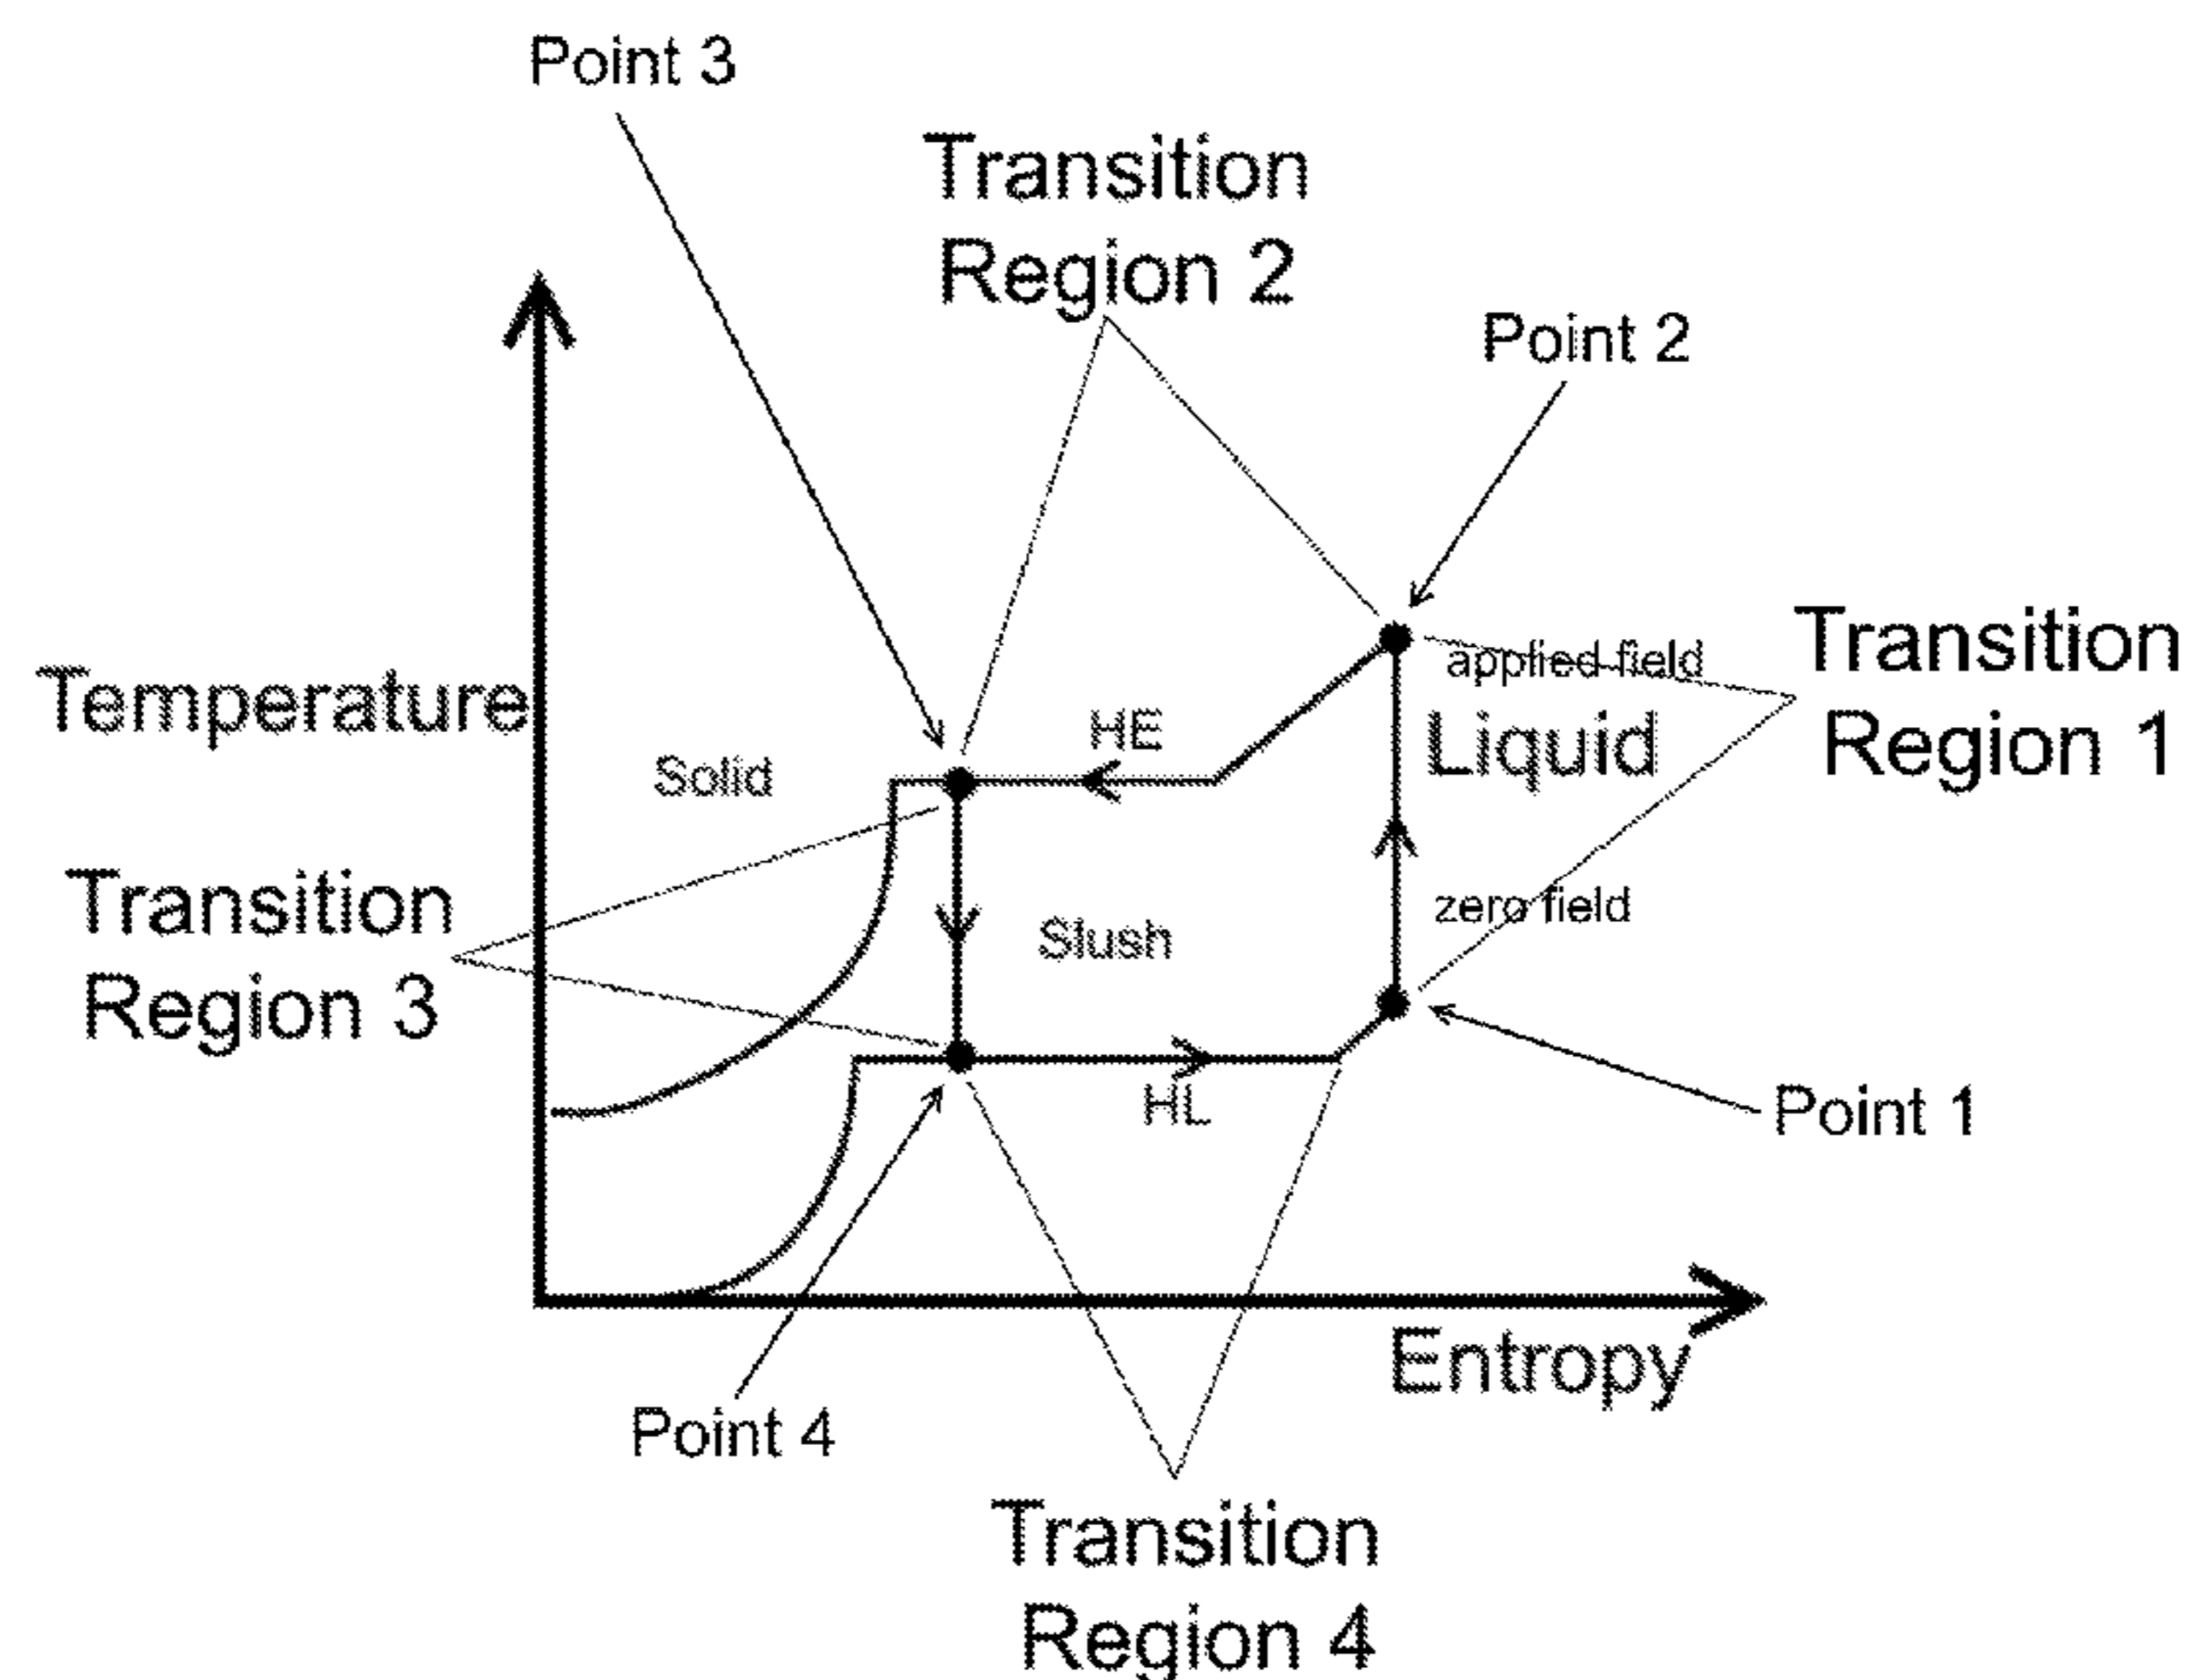 Point 3
Transition
Region 2
Point 2
applied field
Transition
Region 1
Temperature
HE
Liquid
Solid
Transition
Region 3
zero field
Slush
HL
Point 1
Entropy
Point 4
Transition
Region 4